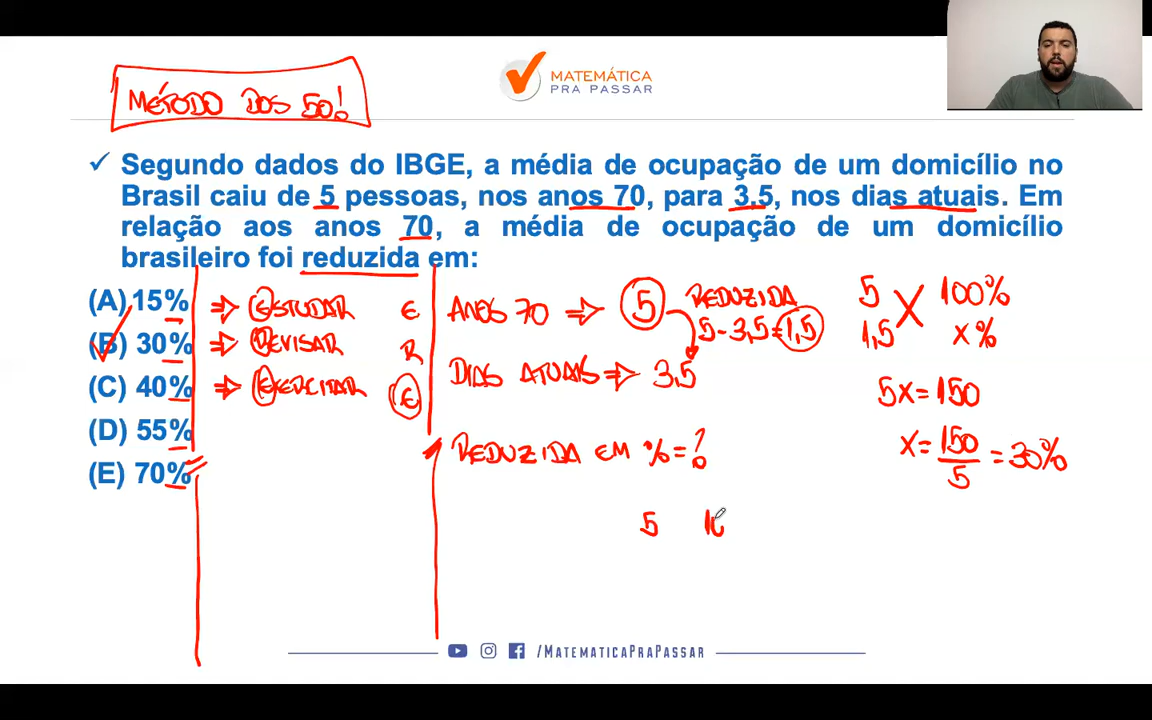 MÉTODO DOS 50!
MATEMÁTICA
PRA PASSAR
✓ Segundo dados do IBGE, a média de ocupação de um domicílio no
Brasil caiu de 5 pessoas, nos anos 70, para 3,5, nos dias atuais. Em
relação aos anos 70, a média de ocupação de um domicílio
brasileiro foi reduzida em:
(A) 15%
(B) 30%
(C) 40%
(D) 55%
(E) 70%
⇒ ESTUDAR E
⇒ REVISAR R
⇒ EXERCITAR E
ANOS 70 ⇒ 5
REDUZIDA
5-3,5=1,5
DIAS ATUAIS ⇒ 3,5
REDUZIDA EM %=?
5 10
5 100%
1,5 x%
5x=150
x=150/5=30%
/MATEMATICAPRAPASSAR